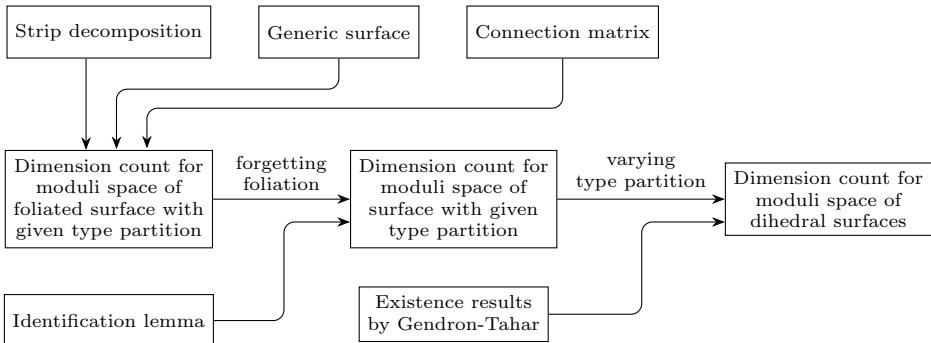 Strip decomposition
Generic surface
Connection matrix
Dimension count for
moduli space of
foliated surface with
given type partition
forgetting
foliation
Dimension count for
moduli space of
surface with given
type partition
varying
type partition
Dimension count for
moduli space of
dihedral surfaces
Identification lemma
Existence results
by Gendron-Tahar